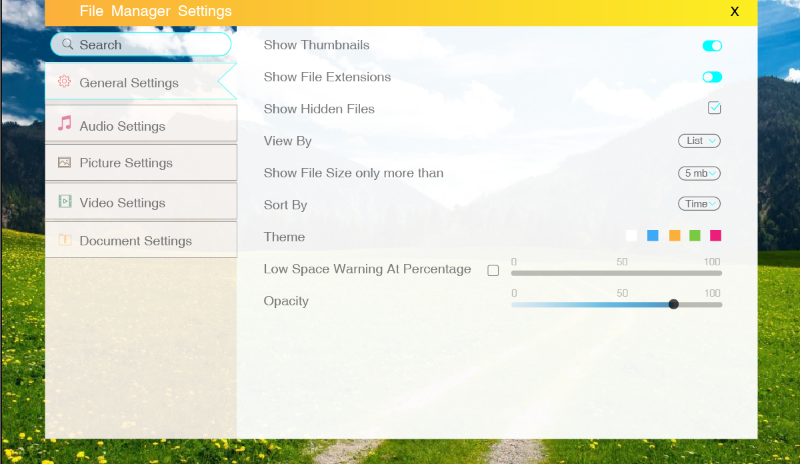 File Manager Settings
X
Search
General Settings
Audio Settings
Picture Settings
Video Settings
Document Settings
Show Thumbnails
Show File Extensions
Show Hidden Files
View By
List
Show File Size only more than
5 mb
Sort By
Time
Theme
Low Space Warning At Percentage
0 50 100
Opacity
0 50 100